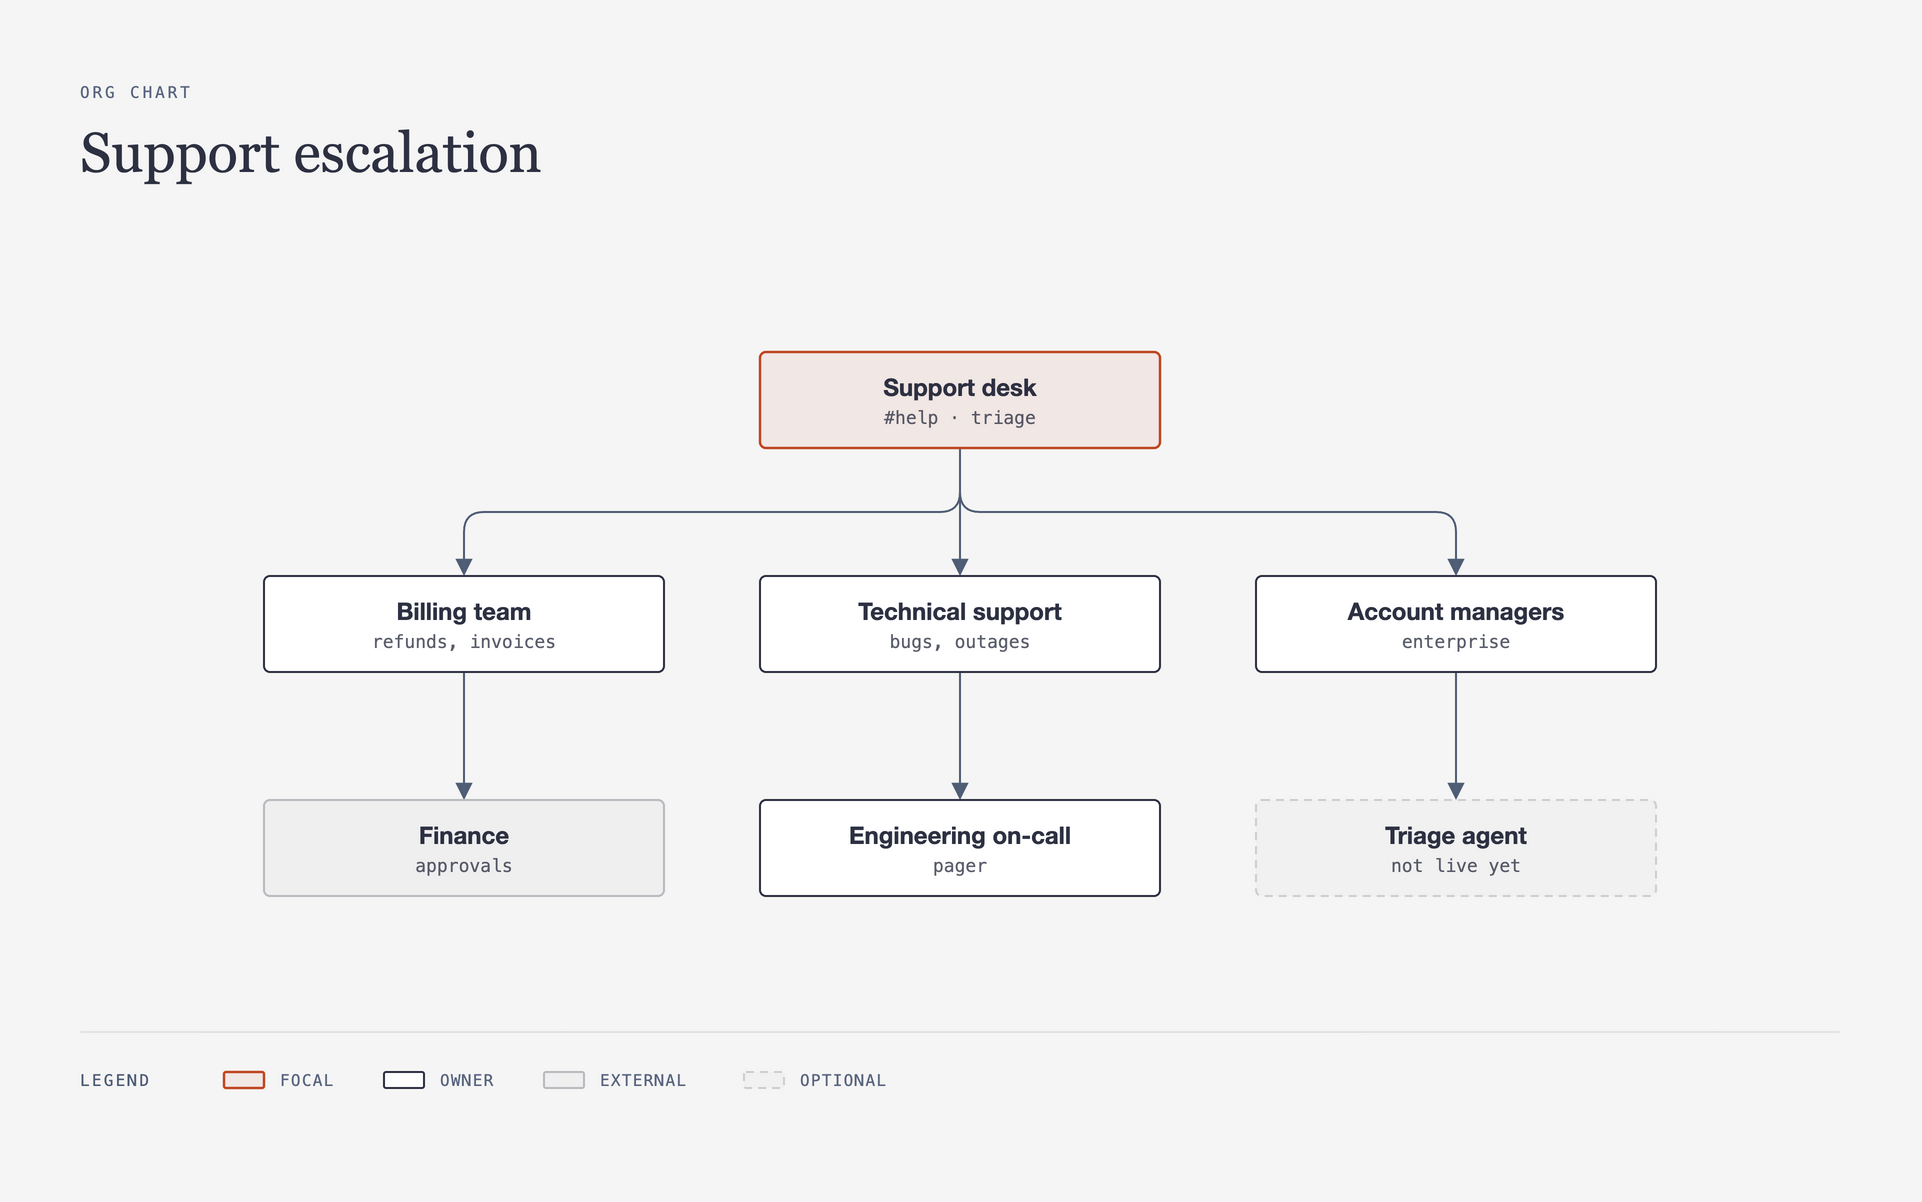 ORG CHART
Support escalation
Support desk
#help · triage
Billing team
refunds, invoices
Technical support
bugs, outages
Account managers
enterprise
Finance
approvals
Engineering on-call
pager
Triage agent
not live yet
LEGEND
FOCAL
OWNER
EXTERNAL
OPTIONAL